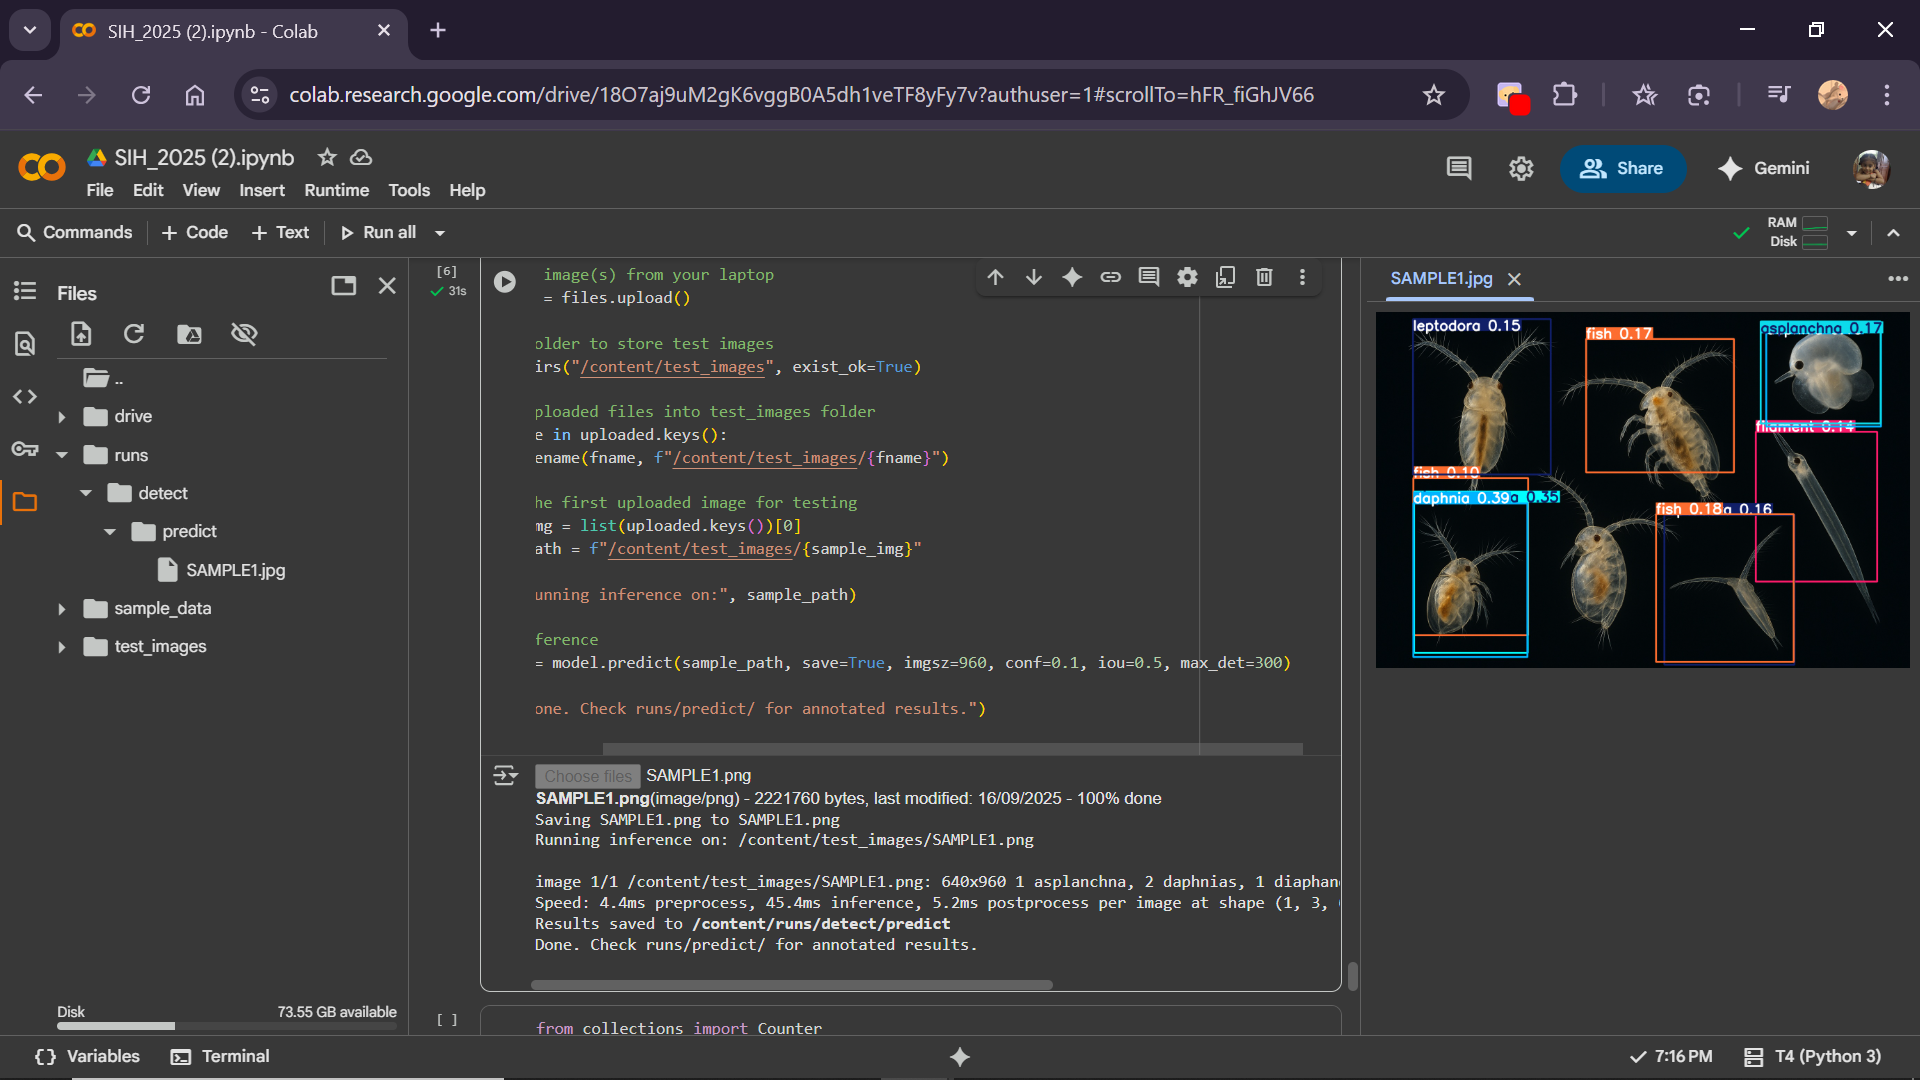 SIH_2025 (2).ipynb - Colab
colab.research.google.com/drive/18O7aj9uM2gK6vggB0A5dh1veTF8yFy7v?authuser=1#scrollTo=hFR_fiGhJV66
SIH_2025 (2).ipynb
File Edit View Insert Runtime Tools Help
Share
Gemini
Commands + Code + Text Run all
RAM
Disk
Files
..
drive
runs
detect
predict
SAMPLE1.jpg
sample_data
test_images
Disk 73.55 GB available
[6]
31s
image(s) from your laptop
= files.upload()
older to store test images
irs("/content/test_images", exist_ok=True)
ploaded files into test_images folder
e in uploaded.keys():
ename(fname, f"/content/test_images/{fname}")
he first uploaded image for testing
mg = list(uploaded.keys())[0]
ath = f"/content/test_images/{sample_img}"
unning inference on:", sample_path)
ference
= model.predict(sample_path, save=True, imgsz=960, conf=0.1, iou=0.5, max_det=300)
one. Check runs/predict/ for annotated results.")
Choose files SAMPLE1.png
SAMPLE1.png(image/png) - 2221760 bytes, last modified: 16/09/2025 - 100% done
Saving SAMPLE1.png to SAMPLE1.png
Running inference on: /content/test_images/SAMPLE1.png
image 1/1 /content/test_images/SAMPLE1.png: 640x960 1 asplanchna, 2 daphnias, 1 diaphan
Speed: 4.4ms preprocess, 45.4ms inference, 5.2ms postprocess per image at shape (1, 3,
Results saved to /content/runs/detect/predict
Done. Check runs/predict/ for annotated results.
[ ]
from collections import Counter
SAMPLE1.jpg
leptodora 0.15
fish 0.17
asplanchna 0.17
filament 0.14
fish 0.10
daphnia 0.39a 0.35
fish 0.18a 0.16
Variables
Terminal
7:16 PM
T4 (Python 3)